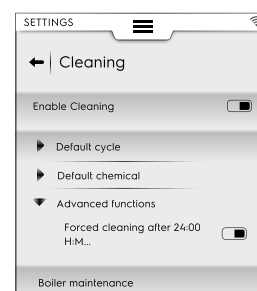 SETTINGS
Cleaning
Enable Cleaning
Default cycle
Default chemical
Advanced functions
Forced cleaning after 24:00
H:M...
Boiler maintenance